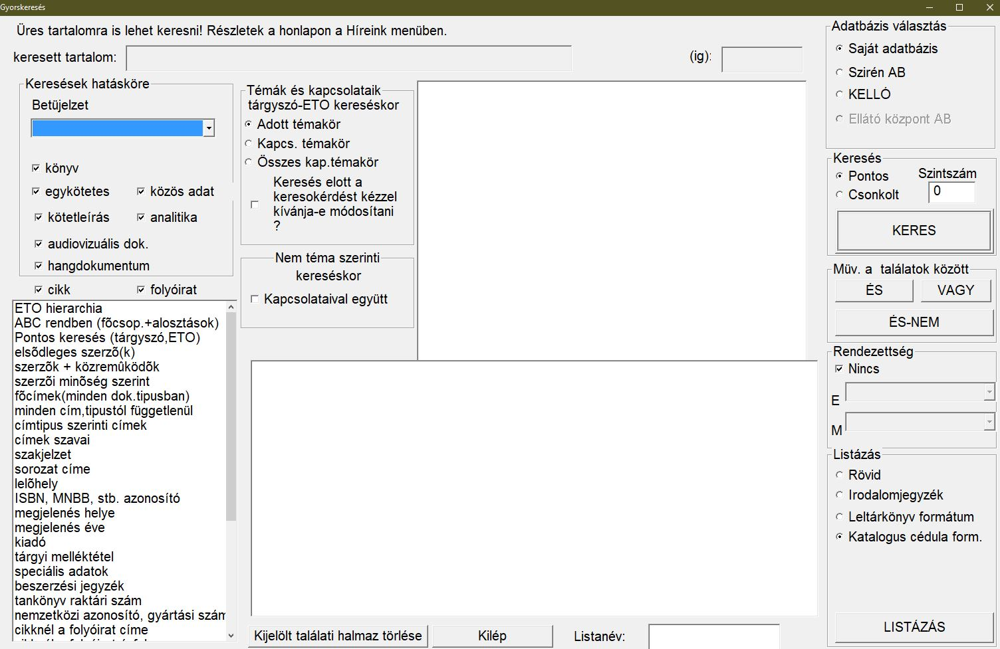 Gyorskeresés
Üres tartalomra is lehet keresni! Részletek a honlapon a Híreink menüben.
keresett tartalom:
(ig):
Keresések hatásköre
Betüjelzet
könyv
egykötetes
közös adat
kötetleírás
analitika
audiovizuális dok.
hangdokumentum
cikk
folyóirat
ETO hierarchia
ABC rendben (fõcsop.+alosztások)
Pontos keresés (tárgyszó,ETO)
elsõdleges szerzõ(k)
szerzõk + közremûködõk
szerzõi minõség szerint
fõcímek(minden dok.tipusban)
minden cím,tipustól függetlenül
címtipus szerinti címek
címek szavai
szakjelzet
sorozat címe
lelõhely
ISBN, MNBB, stb. azonosító
megjelenés helye
megjelenés éve
kiadó
tárgyi melléktétel
speciális adatok
beszerzési jegyzék
tankönyv raktári szám
nemzetközi azonosító, gyártási szám
cikknél a folyóirat címe
Témák és kapcsolataik
tárgyszó-ETO kereséskor
Adott témakör
Kapcs. témakör
Összes kap.témakör
Keresés elott a
keresokérdést kézzel
kívánja-e módosítani
?
Nem téma szerinti
kereséskor
Kapcsolataival együtt
Kijelölt találati halmaz törlése
Kilép
Listanév:
Adatbázis választás
Saját adatbázis
Szirén AB
KELLÓ
Ellátó központ AB
Keresés
Pontos
Szintszám
Csonkolt
0
KERES
Müv. a  találatok között
ÉS
VAGY
ÉS-NEM
Rendezettség
Nincs
E
M
Listázás
Rövid
Irodalomjegyzék
Leltárkönyv formátum
Katalogus cédula form.
LISTÁZÁS